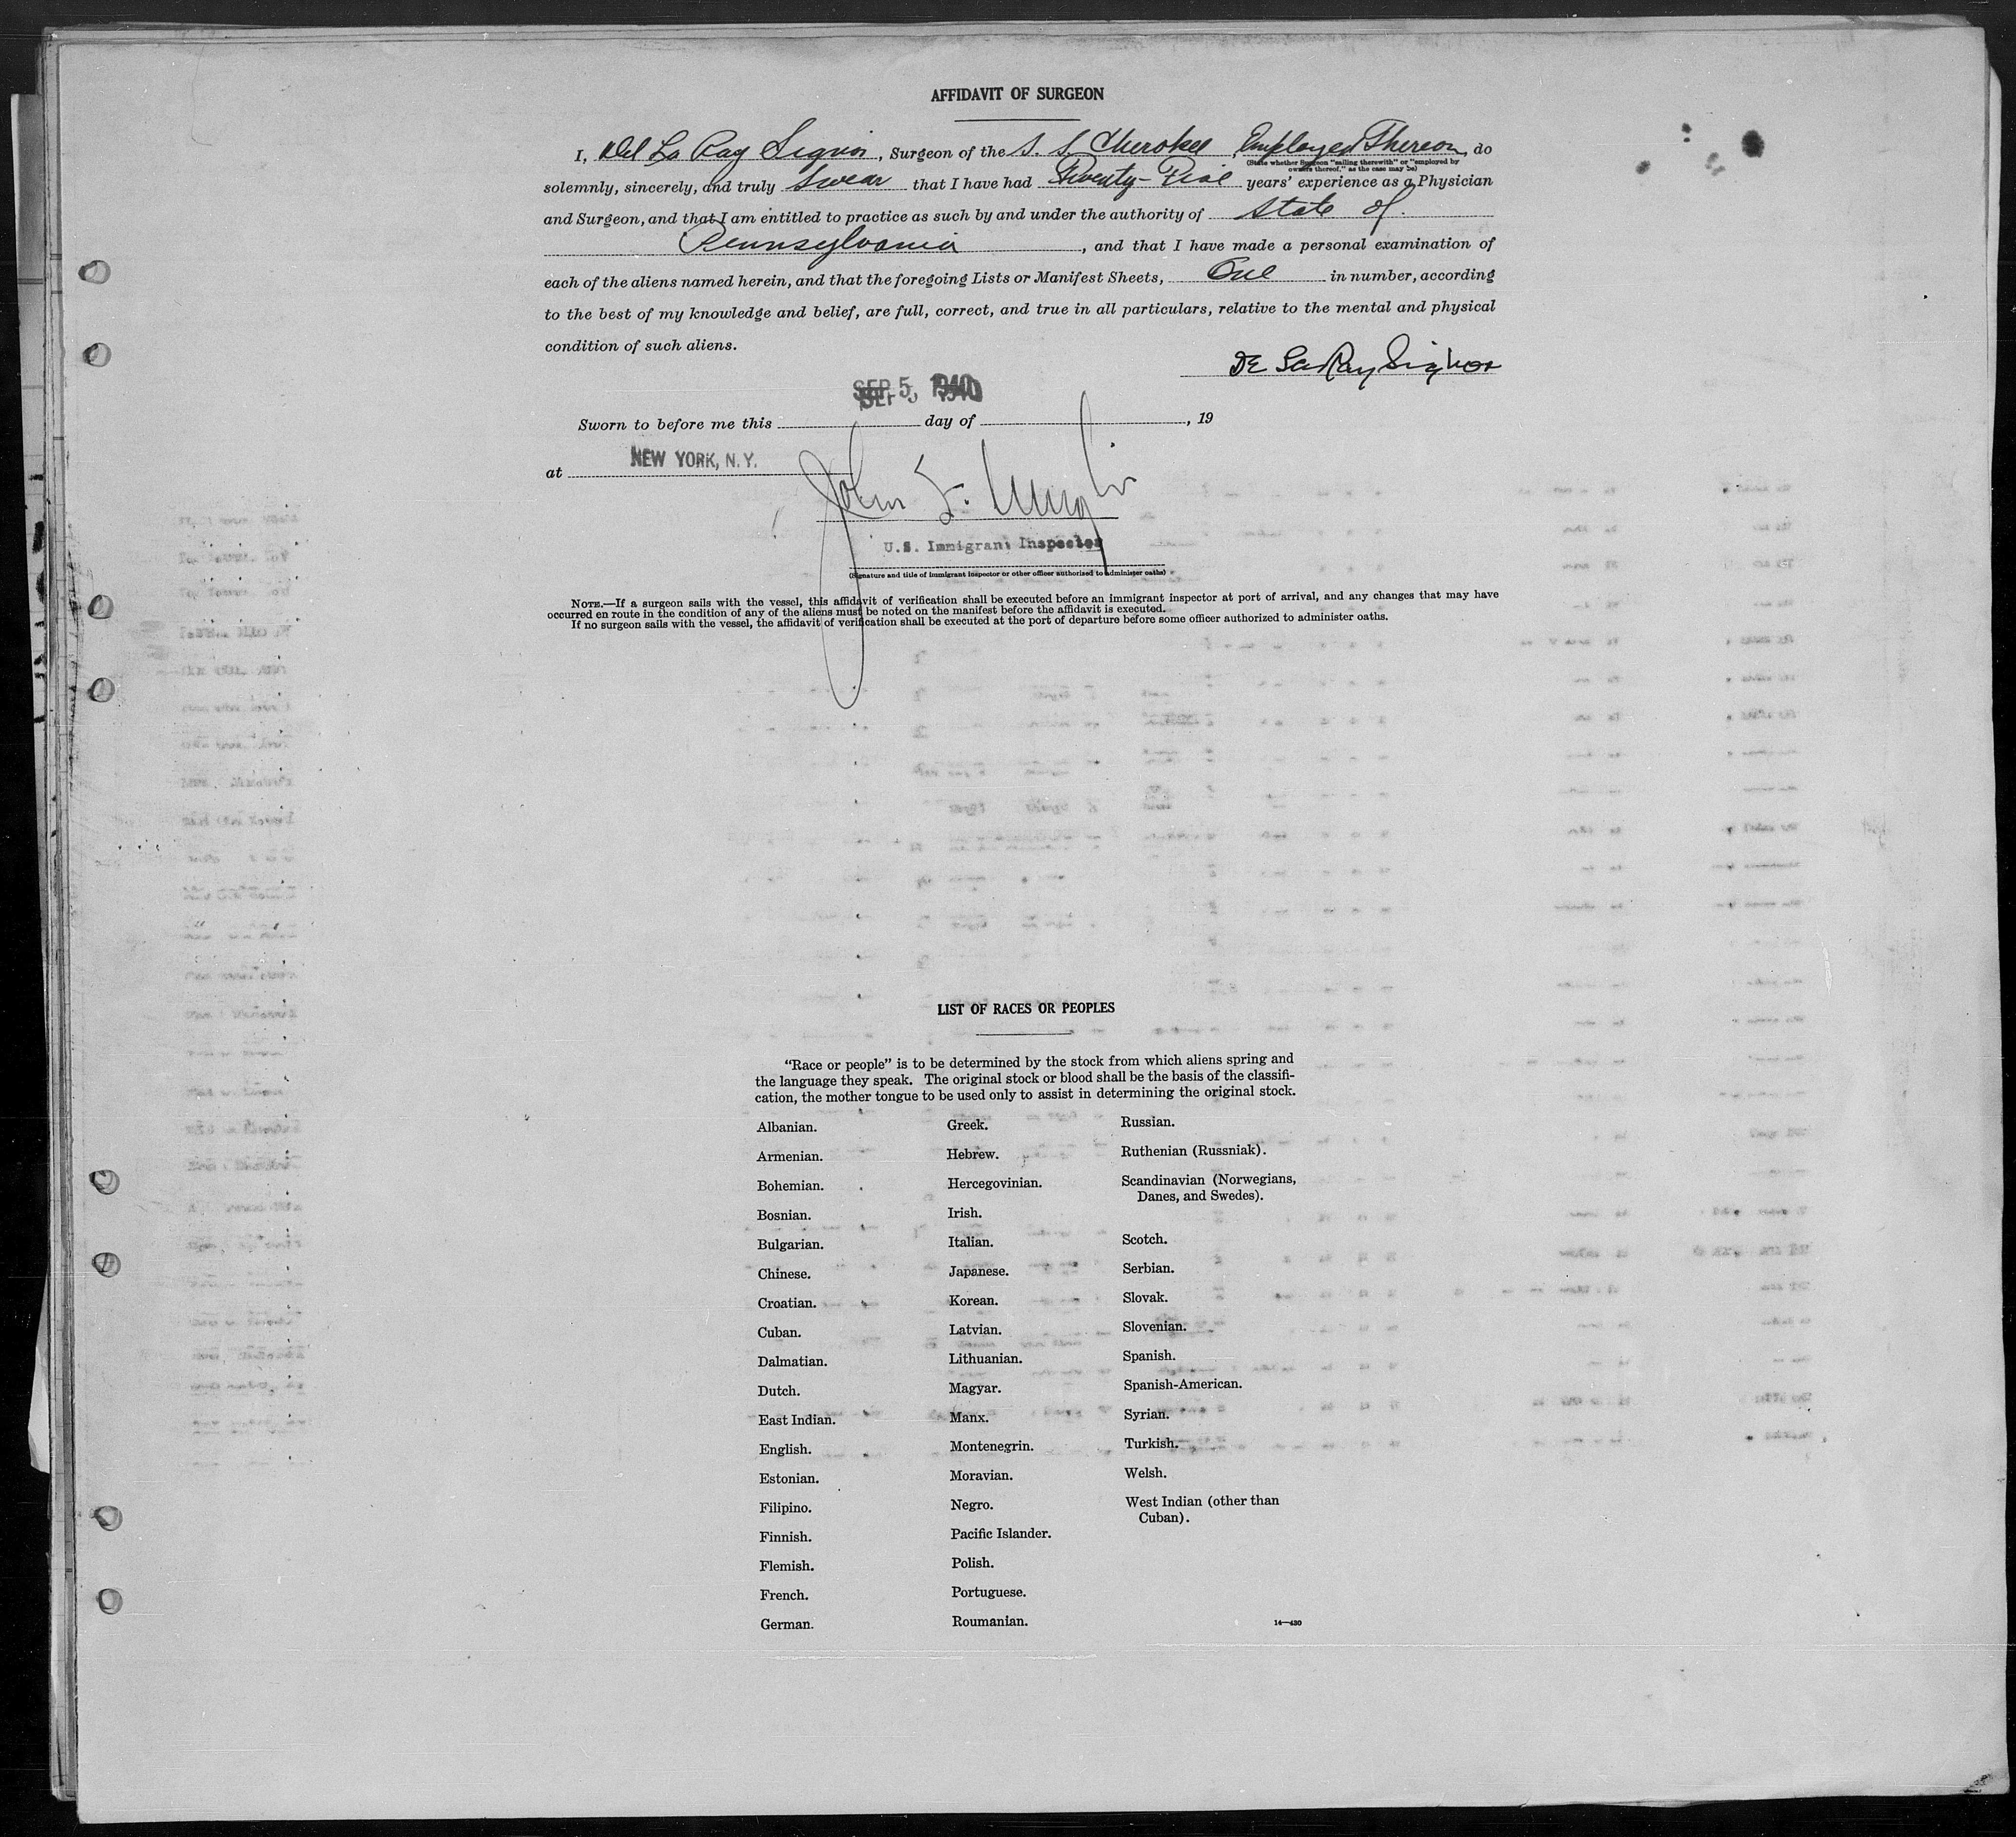 AFFIDAVIT OF SURGEON
I, Del La Ray Signor, Surgeon of the S. S. Cherokee, Employed Thereon, do
(State whether Surgeon "sailing therewith" or "employed by
owners thereof," as the case may be)
solemnly, sincerely, and truly Swear that I have had Twenty-Five years' experience as a Physician
and Surgeon, and that I am entitled to practice as such by and under the authority of State of
Pennsylvania, and that I have made a personal examination of
each of the aliens named herein, and that the foregoing Lists or Manifest Sheets, One in number, according
to the best of my knowledge and belief, are full, correct, and true in all particulars, relative to the mental and physical
condition of such aliens.
De LaRay Signor
SEP 5 1940
Sworn to before me this day of , 19
at NEW YORK, N.Y.
John F.
U.S. Immigrant Inspector
(Signature and title of immigrant inspector or other officer authorized to administer oaths)
NOTE.—If a surgeon sails with the vessel, this affidavit of verification shall be executed before an immigrant inspector at port of arrival, and any changes that may have
occurred en route in the condition of any of the aliens must be noted on the manifest before the affidavit is executed.
If no surgeon sails with the vessel, the affidavit of verification shall be executed at the port of departure before some officer authorized to administer oaths.
LIST OF RACES OR PEOPLES
"Race or people" is to be determined by the stock from which aliens spring and
the language they speak. The original stock or blood shall be the basis of the classifi-
cation, the mother tongue to be used only to assist in determining the original stock.
Albanian.
Armenian.
Bohemian.
Bosnian.
Bulgarian.
Chinese.
Croatian.
Cuban.
Dalmatian.
Dutch.
East Indian.
English.
Estonian.
Filipino.
Finnish.
Flemish.
French.
German.
Greek.
Hebrew.
Hercegovinian.
Irish.
Italian.
Japanese.
Korean.
Latvian.
Lithuanian.
Magyar.
Manx.
Montenegrin.
Moravian.
Negro.
Pacific Islander.
Polish.
Portuguese.
Roumanian.
Russian.
Ruthenian (Russniak).
Scandinavian (Norwegians,
Danes, and Swedes).
Scotch.
Serbian.
Slovak.
Slovenian.
Spanish.
Spanish-American.
Syrian.
Turkish.
Welsh.
West Indian (other than
Cuban).
14—430